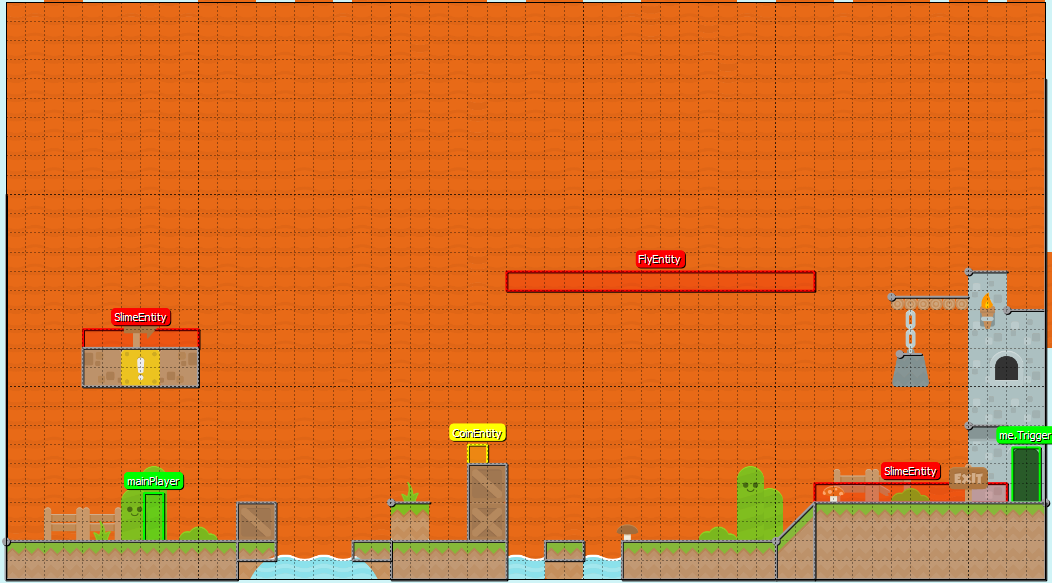 FlyEntity
SlimeEntity
!
CoinEntity
me.Trigger
SlimeEntity
mainPlayer
EXIT